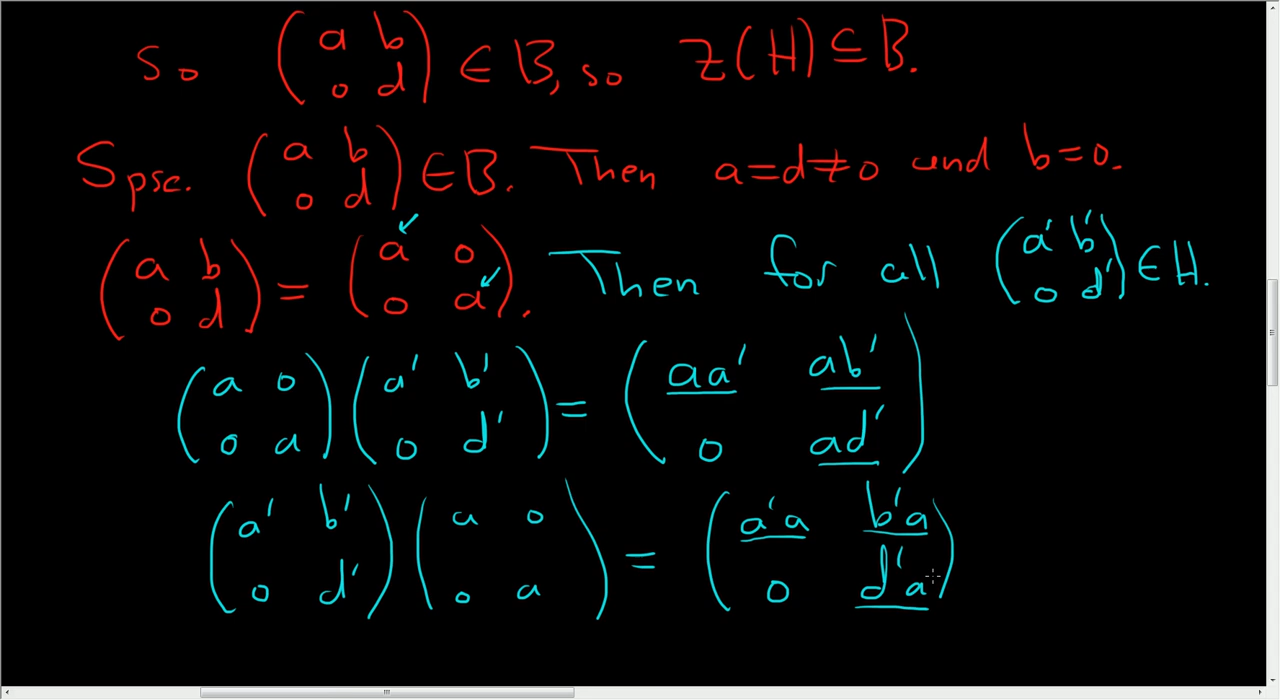 So (a b; 0 d) ∈ B, so Z(H) ⊆ B.
Spse. (a b; 0 d) ∈ B. Then a=d≠0 and b=0.
(a b; 0 d) = (a 0; 0 a). Then for all (a' b'; 0 d') ∈ H.
(a 0; 0 a)(a' b'; 0 d') = (aa' ab'; 0 ad')
(a' b'; 0 d')(a 0; 0 a) = (a'a b'a; 0 d'a)